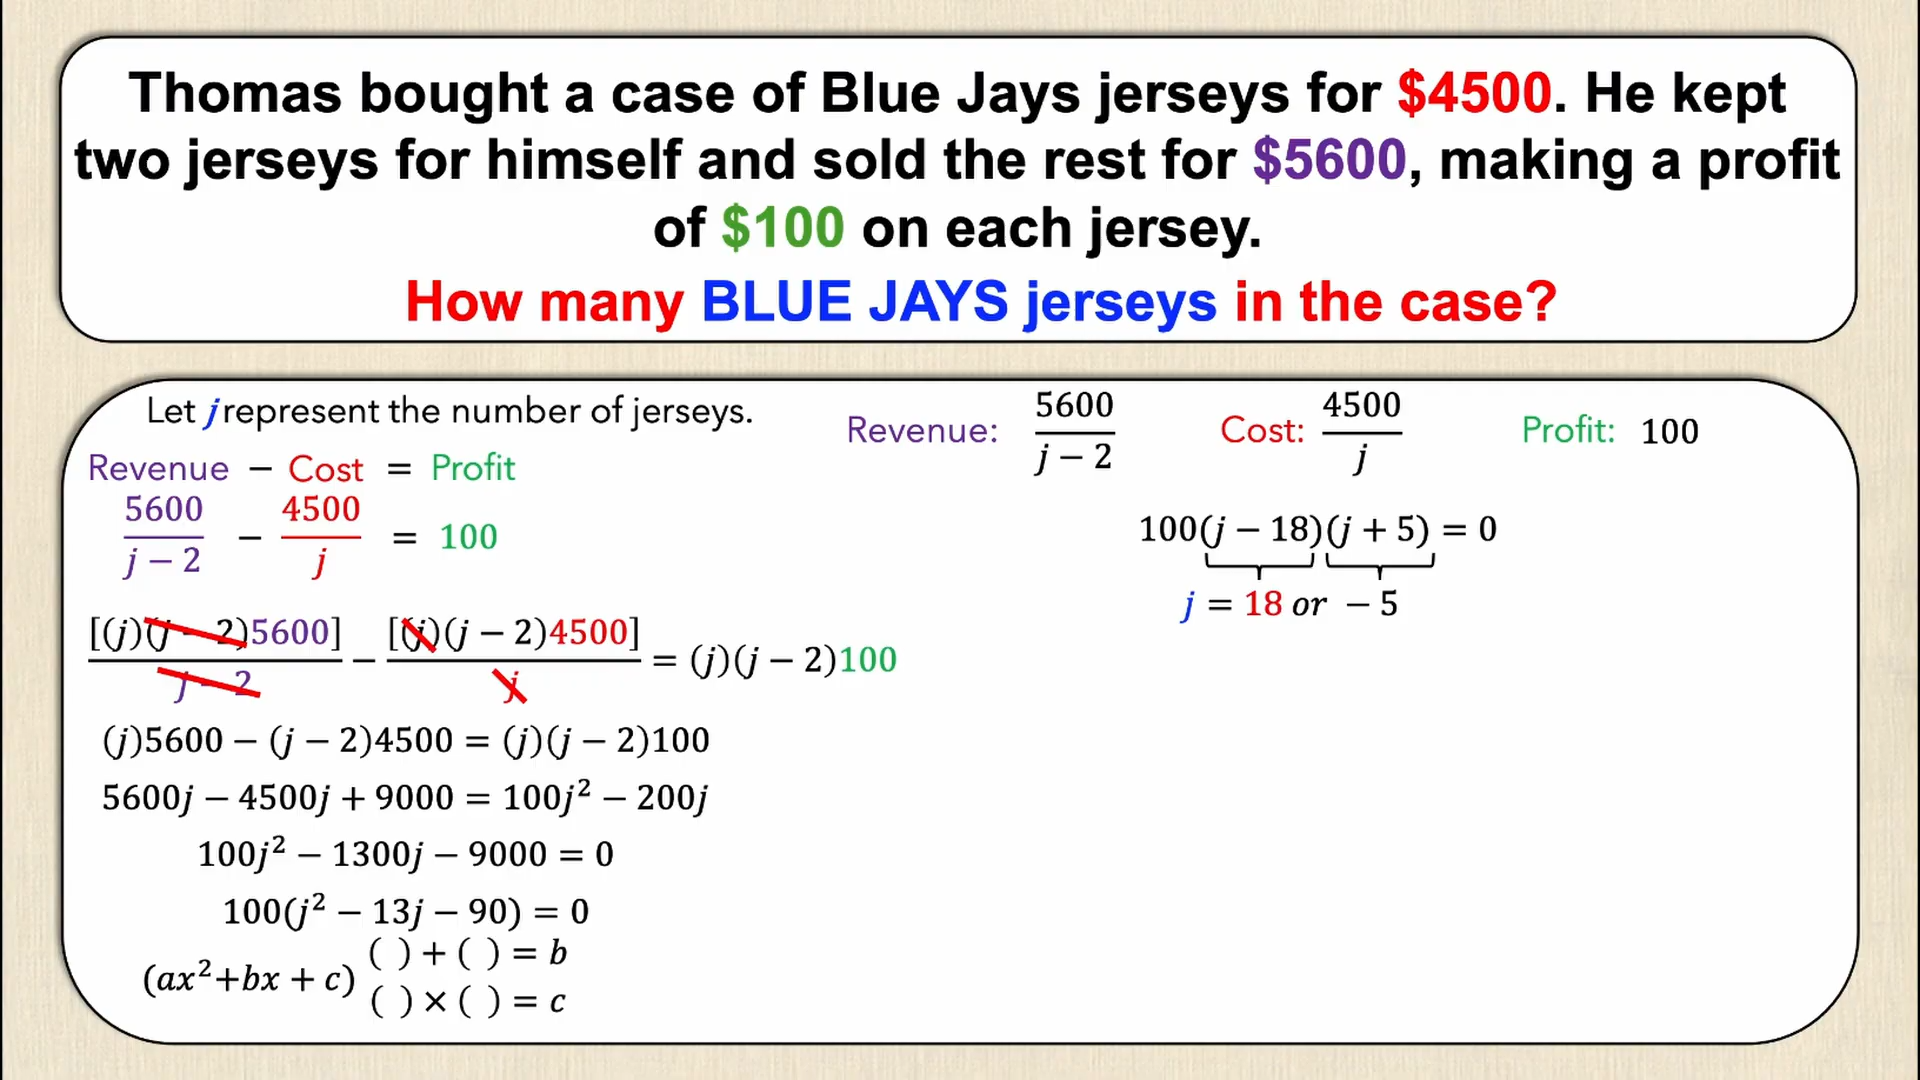 Thomas bought a case of Blue Jays jerseys for $4500. He kept
two jerseys for himself and sold the rest for $5600, making a profit
of $100 on each jersey.
How many BLUE JAYS jerseys in the case?
Let j represent the number of jerseys.
Revenue: 5600/(j − 2) Cost: 4500/j Profit: 100
Revenue − Cost = Profit
5600/(j − 2) − 4500/j = 100
[(j)(j − 2)5600]/(j − 2) − [(j)(j − 2)4500]/j = (j)(j − 2)100
(j)5600 − (j − 2)4500 = (j)(j − 2)100
5600j − 4500j + 9000 = 100j² − 200j
100j² − 1300j − 9000 = 0
100(j² − 13j − 90) = 0
(ax²+bx + c)
( ) + ( ) = b
( ) × ( ) = c
100(j − 18)(j + 5) = 0
j = 18 or − 5